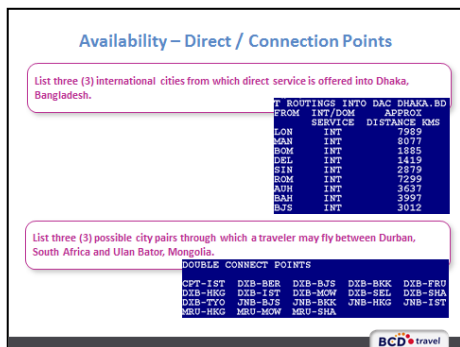 Availability – Direct / Connection Points
List three (3) international cities from which direct service is offered into Dhaka,
Bangladesh.
T ROUTINGS INTO DAC DHAKA.BD
FROM INT/DOM APPROX
SERVICE DISTANCE KMS
LON INT 7989
MAN INT 8077
BOM INT 1885
DEL INT 1419
SIN INT 2879
ROM INT 7299
AUH INT 3637
BAH INT 3997
BJS INT 3012
List three (3) possible city pairs through which a traveler may fly between Durban,
South Africa and Ulan Bator, Mongolia.
DOUBLE CONNECT POINTS
CPT-IST DXB-BER DXB-BJS DXB-BKK DXB-FRU
DXB-HKG DXB-IST DXB-MOW DXB-SEL DXB-SHA
DXB-TYO JNB-BJS JNB-BKK JNB-HKG JNB-IST
MRU-HKG MRU-MOW MRU-SHA
BCD travel